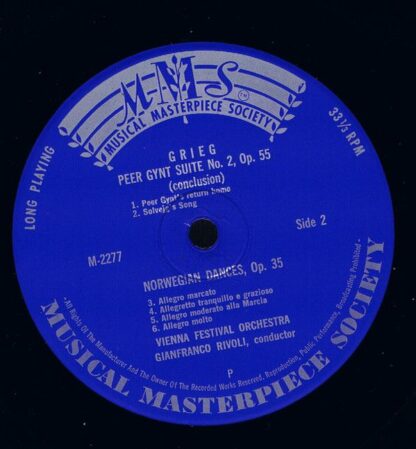 MMS
TM
MUSICAL MASTERPIECE SOCIETY
LONG PLAYING
33 1/3 RPM
GRIEG
PEER GYNT SUITE No. 2, Op. 55
(conclusion)
1. Peer Gynt's return home
2. Solvejg's Song
Side 2
M-2277
NORWEGIAN DANCES, Op. 35
3. Allegro marcato
4. Allegretto tranquillo e grazioso
5. Allegro moderato alla Marcia
6. Allegro molto
VIENNA FESTIVAL ORCHESTRA
GIANFRANCO RIVOLI, conductor
P
-All Rights Of The Manufacturer And The Owner Of The Recorded Works Reserved, Reproduction, Public Performance, Broadcasting Prohibited-
MUSICAL MASTERPIECE SOCIETY